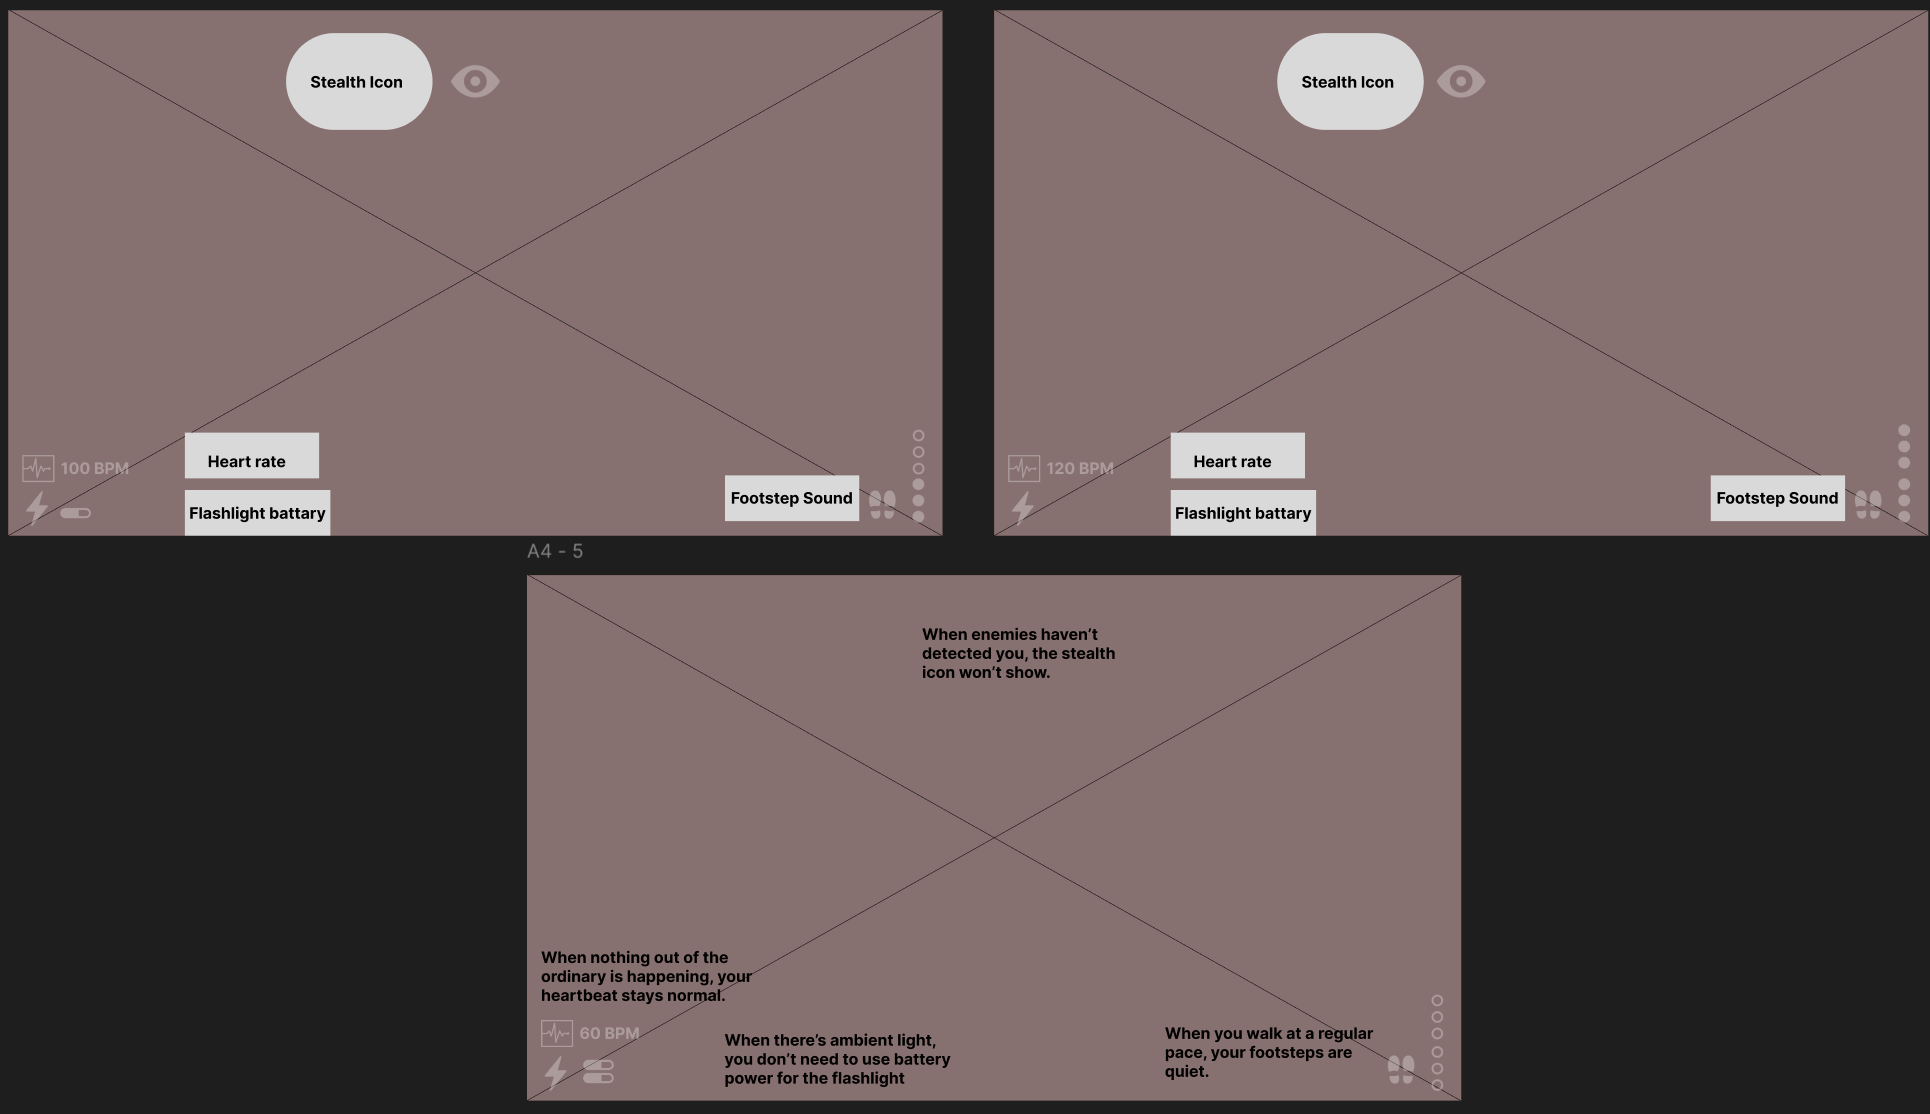 Stealth Icon
100 BPM
Heart rate
Flashlight battary
Footstep Sound
Stealth Icon
120 BPM
Heart rate
Flashlight battary
Footstep Sound
A4 - 5
When enemies haven’t
detected you, the stealth
icon won’t show.
When nothing out of the
ordinary is happening, your
heartbeat stays normal.
60 BPM
When there’s ambient light,
you don’t need to use battery
power for the flashlight
When you walk at a regular
pace, your footsteps are
quiet.